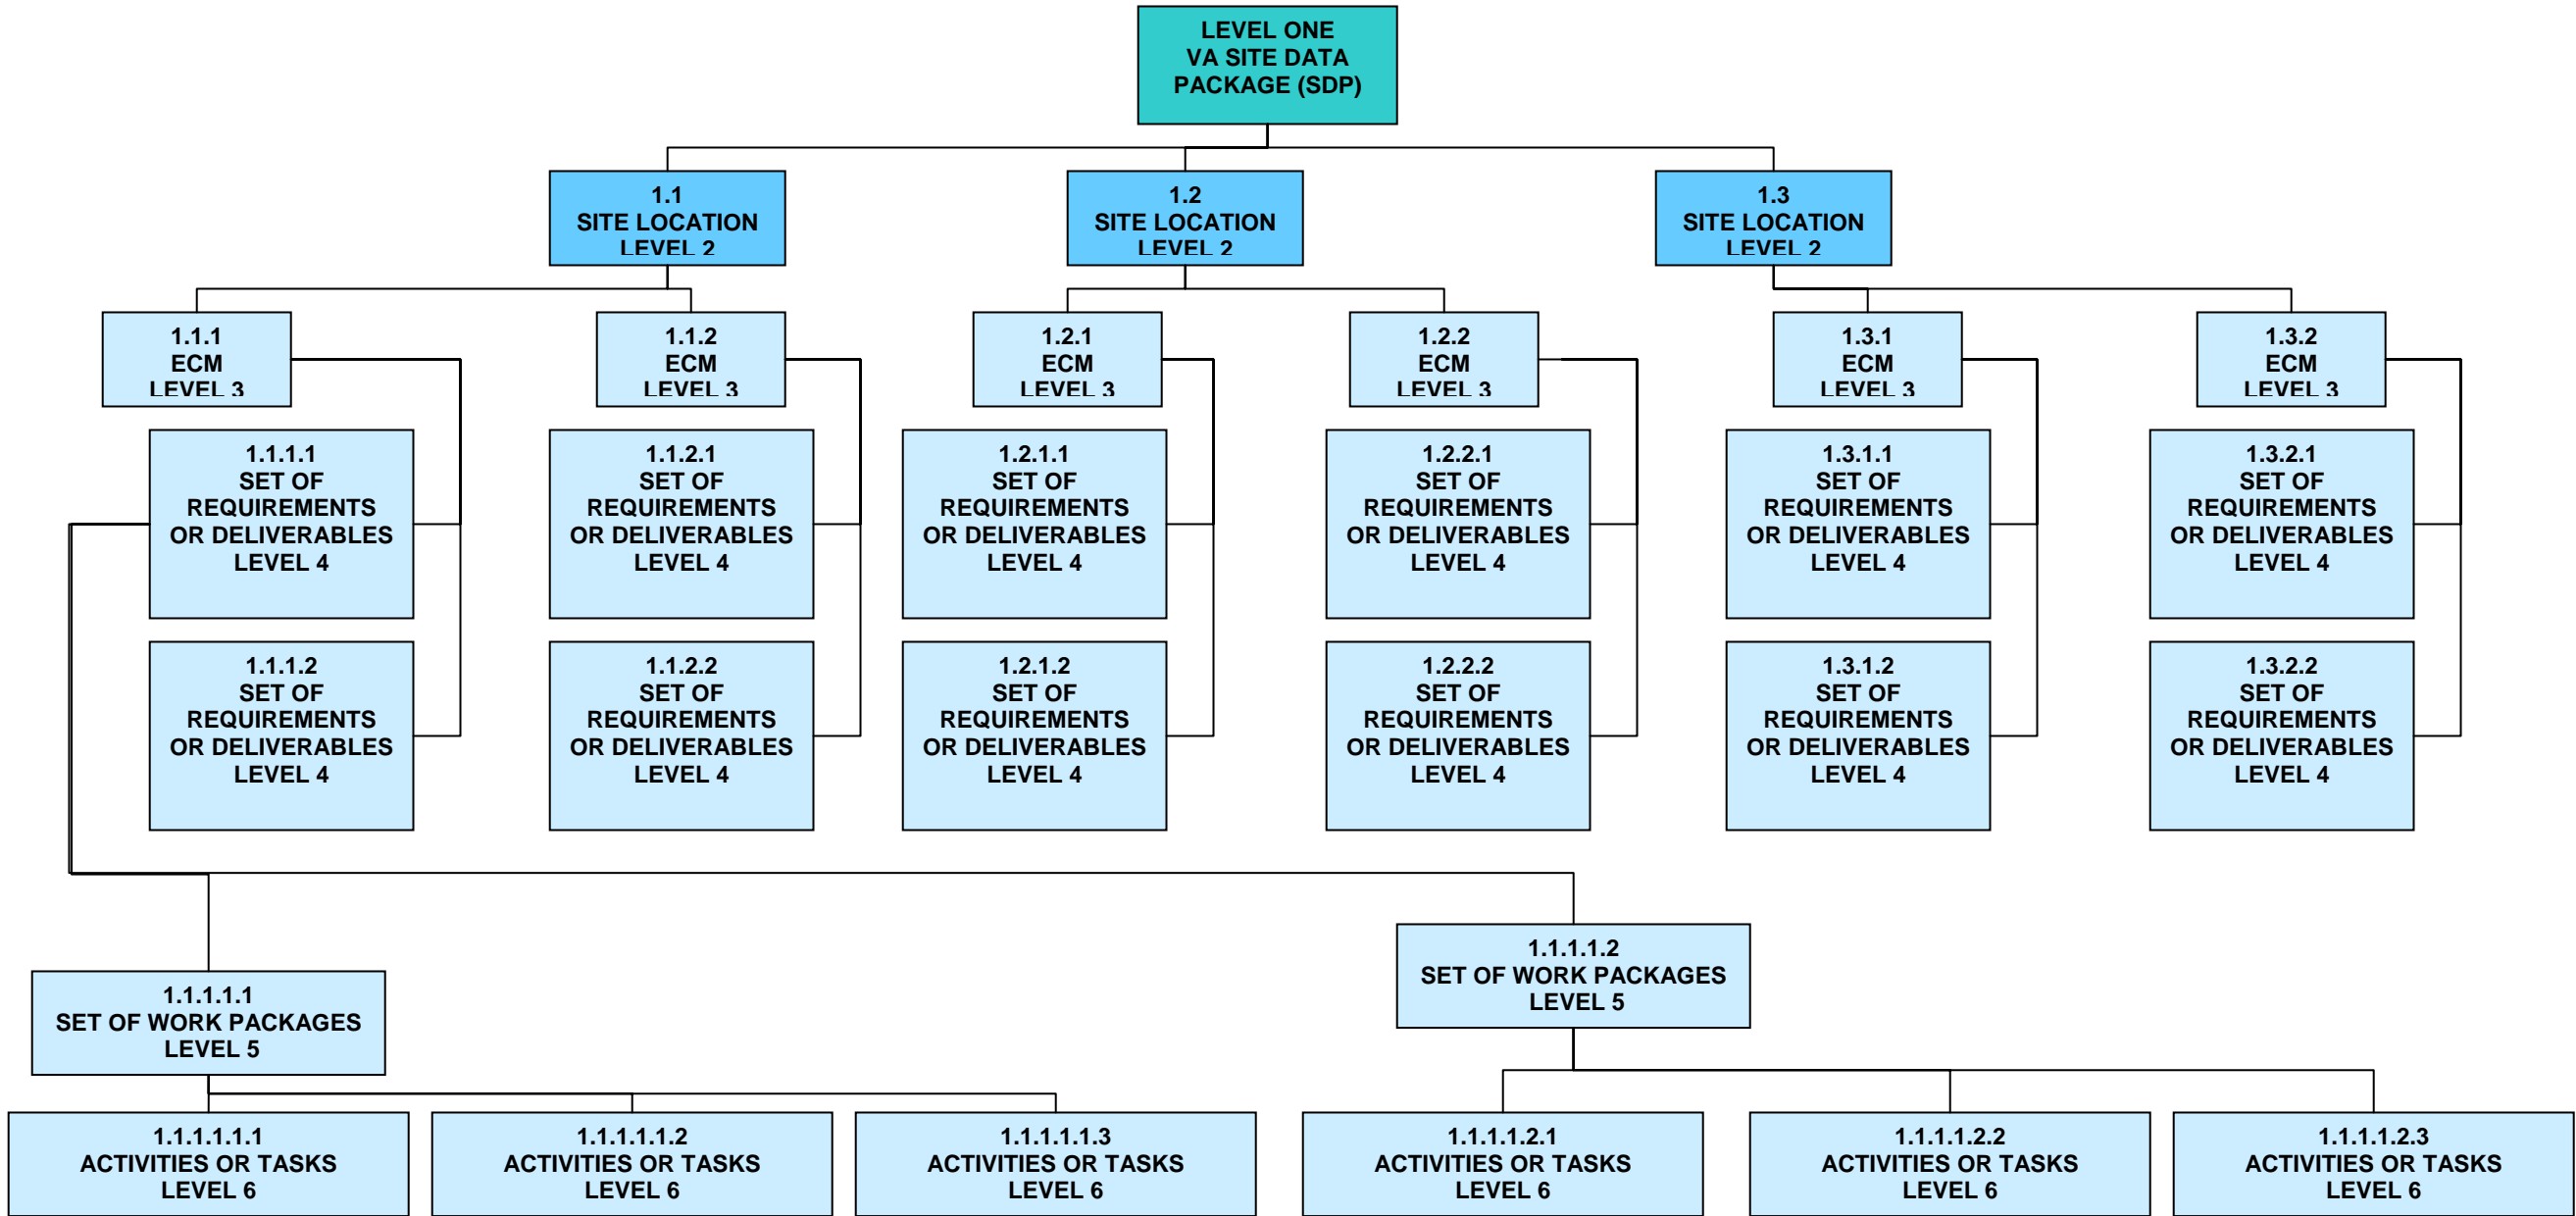 LEVEL ONE
VA SITE DATA
PACKAGE (SDP)
1.1
SITE LOCATION
LEVEL 2
1.2
SITE LOCATION
LEVEL 2
1.3
SITE LOCATION
LEVEL 2
1.1.1
ECM
LEVEL 3
1.1.2
ECM
LEVEL 3
1.2.1
ECM
LEVEL 3
1.2.2
ECM
LEVEL 3
1.3.1
ECM
LEVEL 3
1.3.2
ECM
LEVEL 3
1.1.1.1
SET OF
REQUIREMENTS
OR DELIVERABLES
LEVEL 4
1.1.2.1
SET OF
REQUIREMENTS
OR DELIVERABLES
LEVEL 4
1.2.1.1
SET OF
REQUIREMENTS
OR DELIVERABLES
LEVEL 4
1.2.2.1
SET OF
REQUIREMENTS
OR DELIVERABLES
LEVEL 4
1.3.1.1
SET OF
REQUIREMENTS
OR DELIVERABLES
LEVEL 4
1.3.2.1
SET OF
REQUIREMENTS
OR DELIVERABLES
LEVEL 4
1.1.1.2
SET OF
REQUIREMENTS
OR DELIVERABLES
LEVEL 4
1.1.2.2
SET OF
REQUIREMENTS
OR DELIVERABLES
LEVEL 4
1.2.1.2
SET OF
REQUIREMENTS
OR DELIVERABLES
LEVEL 4
1.2.2.2
SET OF
REQUIREMENTS
OR DELIVERABLES
LEVEL 4
1.3.1.2
SET OF
REQUIREMENTS
OR DELIVERABLES
LEVEL 4
1.3.2.2
SET OF
REQUIREMENTS
OR DELIVERABLES
LEVEL 4
1.1.1.1.1
SET OF WORK PACKAGES
LEVEL 5
1.1.1.1.2
SET OF WORK PACKAGES
LEVEL 5
1.1.1.1.1.1
ACTIVITIES OR TASKS
LEVEL 6
1.1.1.1.1.2
ACTIVITIES OR TASKS
LEVEL 6
1.1.1.1.1.3
ACTIVITIES OR TASKS
LEVEL 6
1.1.1.1.2.1
ACTIVITIES OR TASKS
LEVEL 6
1.1.1.1.2.2
ACTIVITIES OR TASKS
LEVEL 6
1.1.1.1.2.3
ACTIVITIES OR TASKS
LEVEL 6